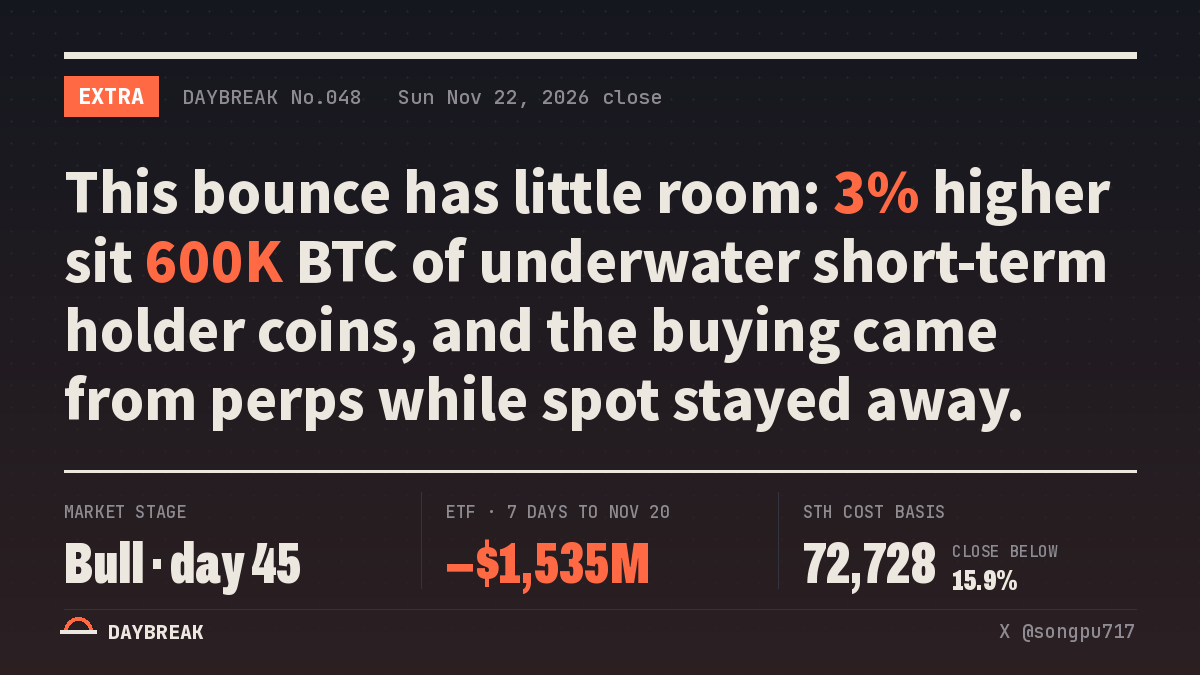 EXTRA DAYBREAK No.048 Sun Nov 22, 2026 close
This bounce has little room: 3% higher
sit 600K BTC of underwater short-term
holder coins, and the buying came
from perps while spot stayed away.
MARKET STAGE
Bull · day 45
ETF · 7 DAYS TO NOV 20
−$1,535M
STH COST BASIS
72,728
CLOSE BELOW
15.9%
DAYBREAK
X @songpu717